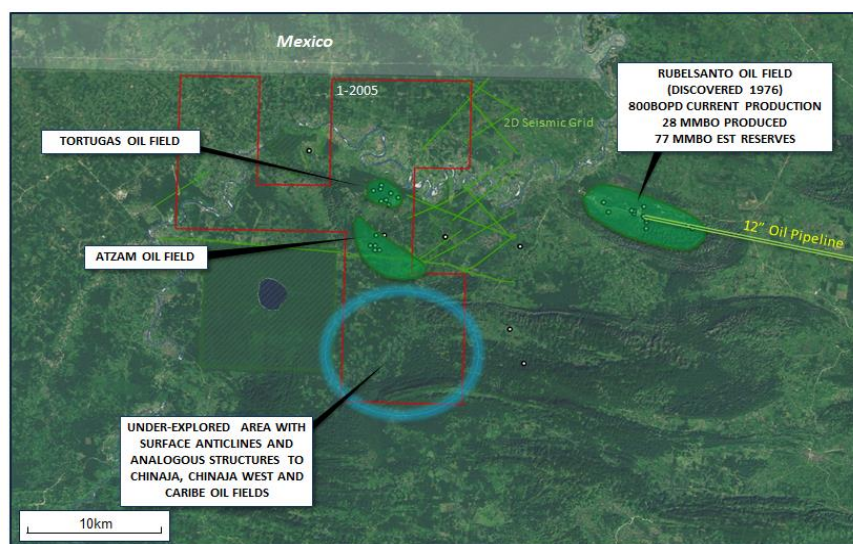 Mexico
1-2005
2D Seismic Grid
RUBELSANTO OIL FIELD
(DISCOVERED 1976)
800BOPD CURRENT PRODUCTION
28 MMBO PRODUCED
77 MMBO EST RESERVES
TORTUGAS OIL FIELD
12" Oil Pipeline
ATZAM OIL FIELD
UNDER-EXPLORED AREA WITH
SURFACE ANTICLINES AND
ANALOGOUS STRUCTURES TO
CHINAJA, CHINAJA WEST AND
CARIBE OIL FIELDS
10km